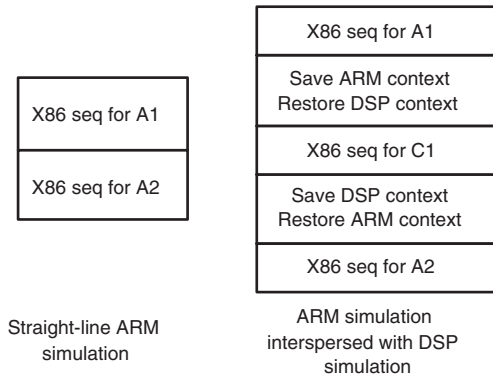 X86 seq for A1
X86 seq for A2
Straight-line ARM
simulation
X86 seq for A1
Save ARM context
Restore DSP context
X86 seq for C1
Save DSP context
Restore ARM context
X86 seq for A2
ARM simulation
interspersed with DSP
simulation